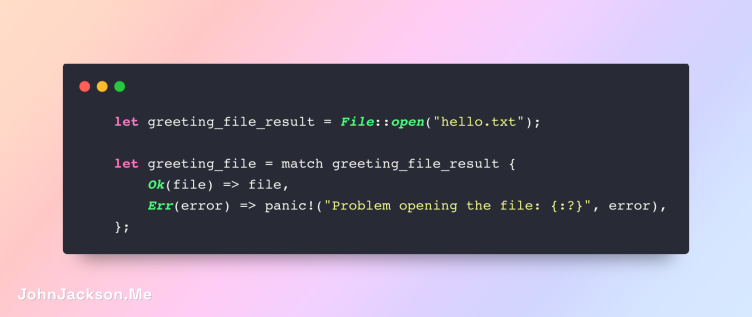 let greeting_file_result = File::open("hello.txt");
let greeting_file = match greeting_file_result {
Ok(file) => file,
Err(error) => panic!("Problem opening the file: {:?}", error),
};
JohnJackson.Me